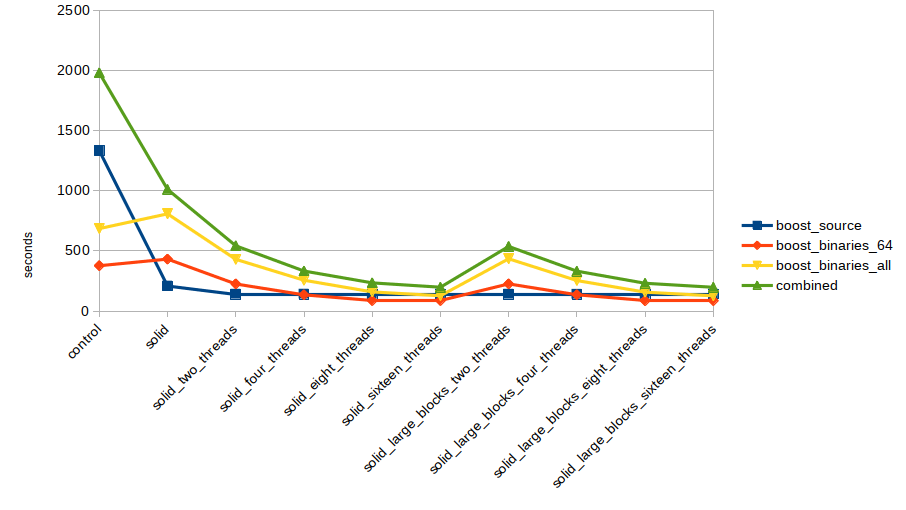 2500
2000
1500
1000
500
0
seconds
control
solid
solid_two_threads
solid_four_threads
solid_eight_threads
solid_sixteen_threads
solid_large_blocks_two_threads
solid_large_blocks_four_threads
solid_large_blocks_eight_threads
solid_large_blocks_sixteen_threads
boost_source
boost_binaries_64
boost_binaries_all
combined